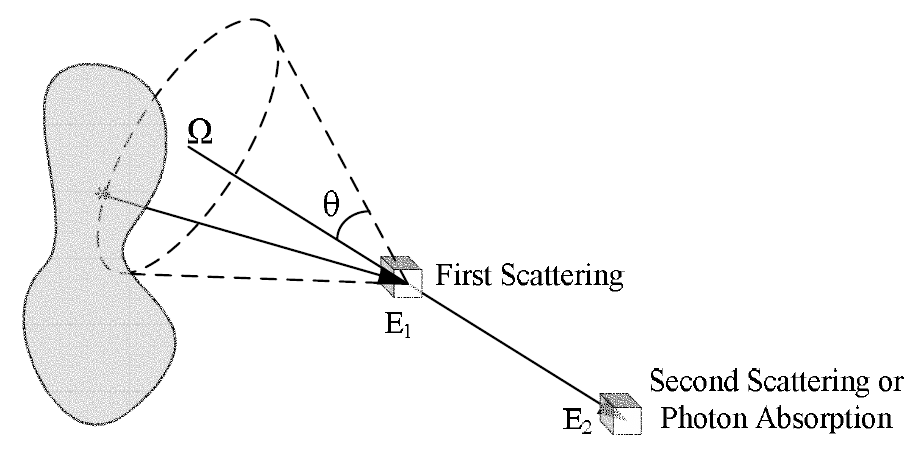 Ω
θ
First Scattering
E₁
Second Scattering or
E₂
Photon Absorption